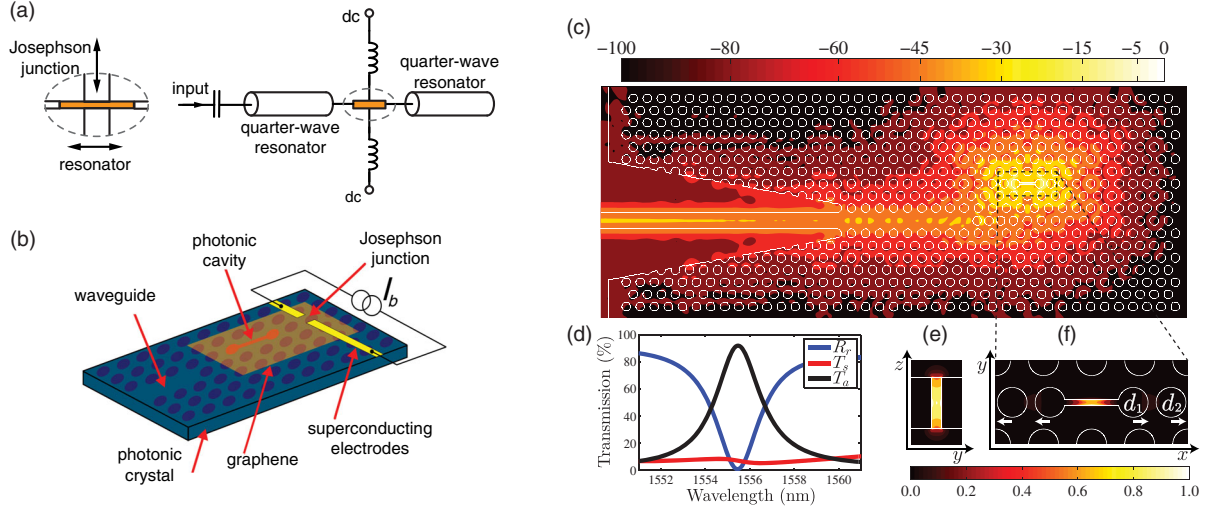 (a)
Josephson
junction
resonator
input
quarter-wave
resonator
dc
dc
quarter-wave
resonator
(b)
photonic
cavity
Josephson
junction
waveguide
I_b
photonic
crystal
graphene
superconducting
electrodes
(c)
−100 −60 −45 −30 −15 −5 0
(d)
Transmission (%)
100
80
60
40
20
0
R_r
T_s
T_a
1552 1554 1556 1558 1560
Wavelength (nm)
(e)
z
y
(f)
y
d_1 d_2
x
0.0 0.2 0.4 0.6 0.8 1.0